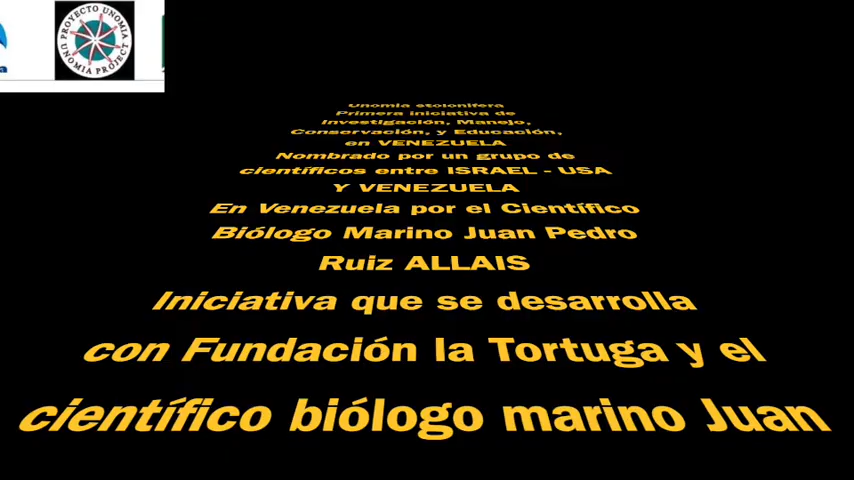 PROYECTO UNOMIA
UNOMIA PROJECT
Unomia stolonifera
Primera iniciativa de
Investigación, Manejo,
Conservación, y Educación,
en VENEZUELA
Nombrado por un grupo de
científicos entre ISRAEL - USA
Y VENEZUELA
En Venezuela por el Científico
Biólogo Marino Juan Pedro
Ruiz ALLAIS
Iniciativa que se desarrolla
con Fundación la Tortuga y el
científico biólogo marino Juan